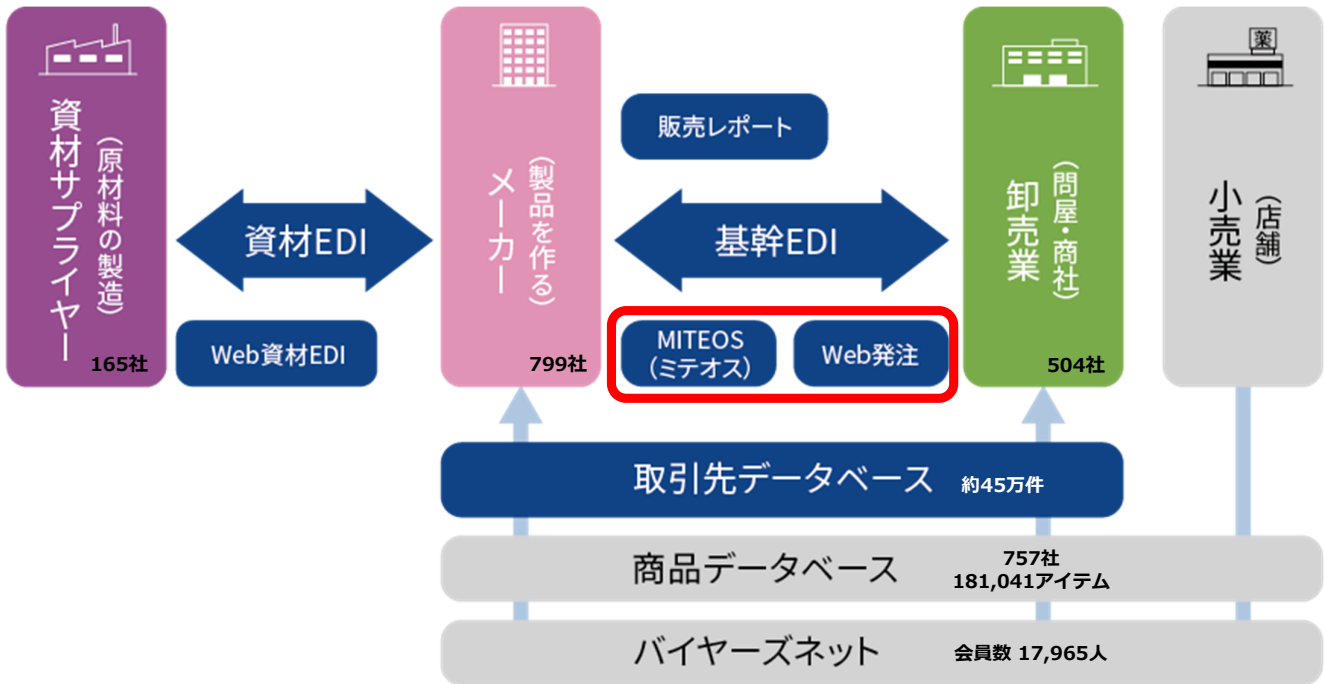 資材サプライヤー
（原材料の製造）
165社
資材EDI
Web資材EDI
メーカー
（製品を作る）
799社
販売レポート
基幹EDI
MITEOS
（ミテオス）
Web発注
卸売業
（問屋・商社）
504社
薬
小売業
（店舗）
取引先データベース 約45万件
商品データベース
757社
181,041アイテム
バイヤーズネット 会員数 17,965人